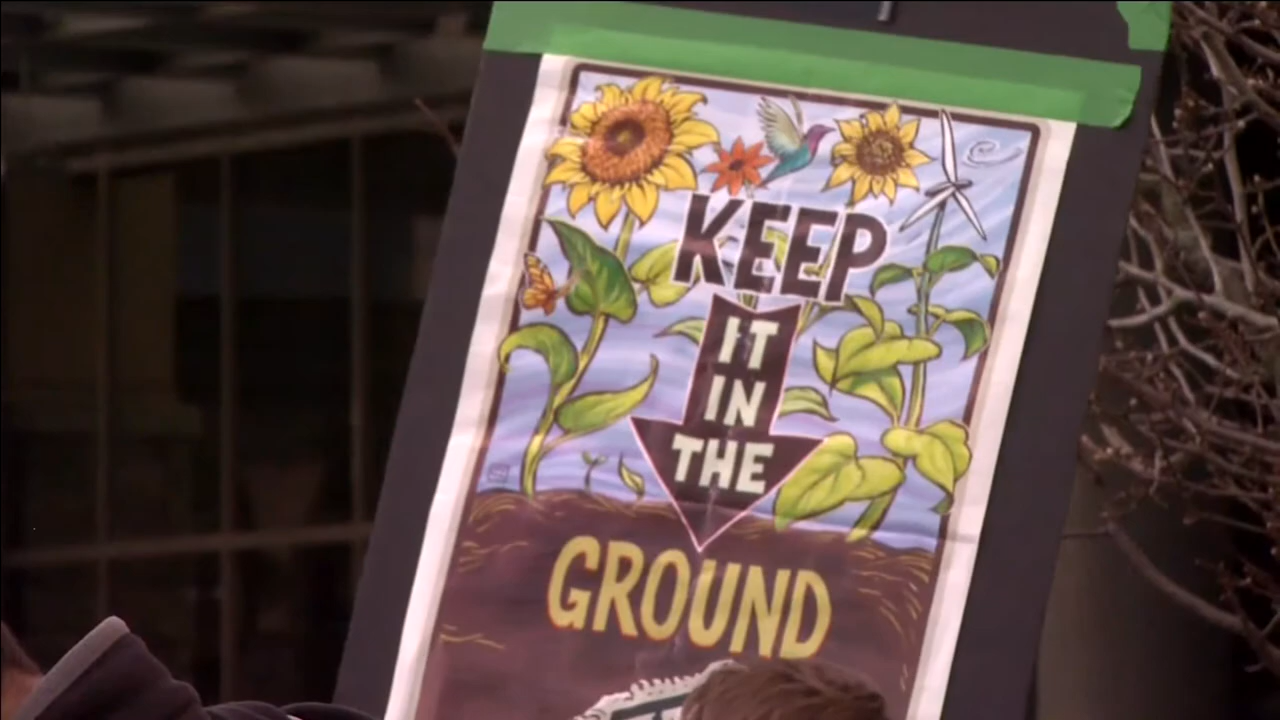 KEEP
IT
IN
THE
GROUND